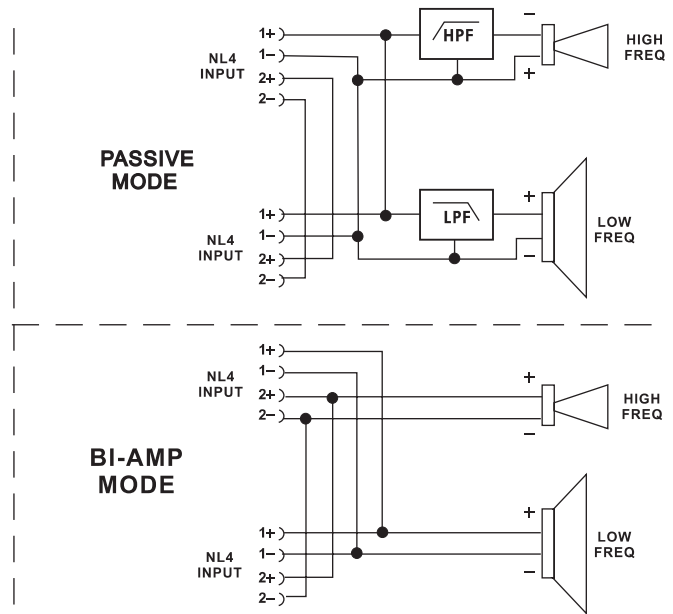 1+
1−
2+
2−
NL4
INPUT
HPF
−
+
HIGH
FREQ
PASSIVE
MODE
1+
1−
2+
2−
NL4
INPUT
LPF
+
−
LOW
FREQ
1+
1−
2+
2−
NL4
INPUT
+
−
HIGH
FREQ
BI-AMP
MODE
1+
1−
2+
2−
NL4
INPUT
+
−
LOW
FREQ